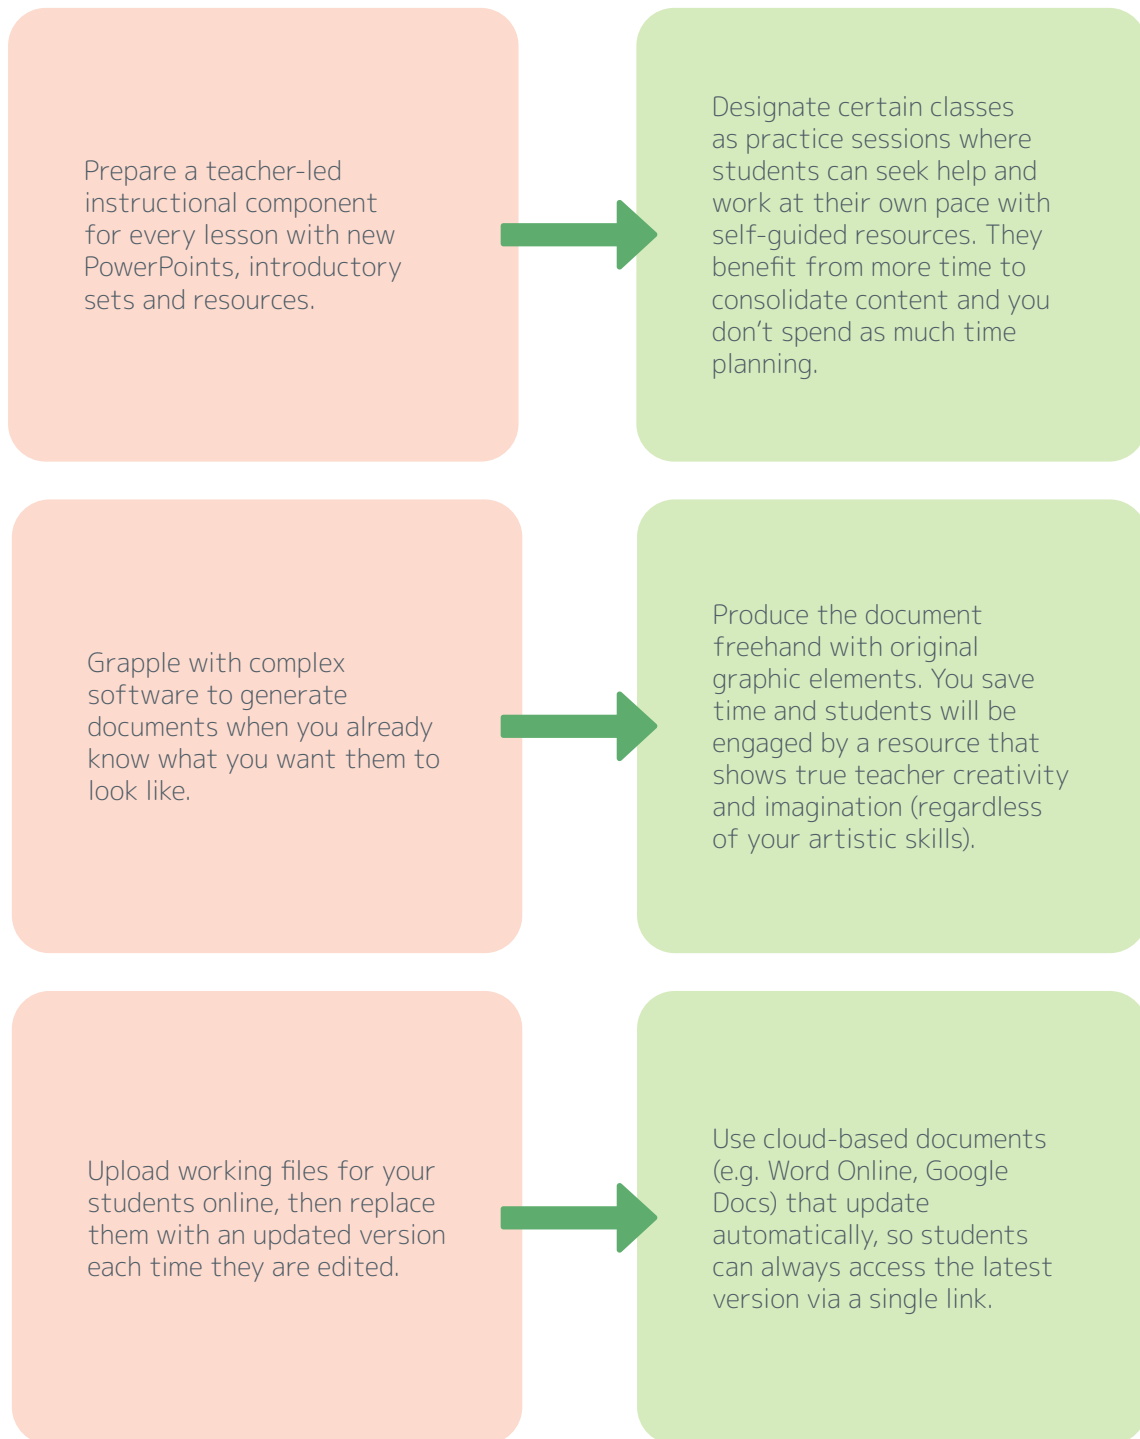 Prepare a teacher-led
instructional component
for every lesson with new
PowerPoints, introductory
sets and resources.
Designate certain classes
as practice sessions where
students can seek help and
work at their own pace with
self-guided resources. They
benefit from more time to
consolidate content and you
don’t spend as much time
planning.
Grapple with complex
software to generate
documents when you already
know what you want them to
look like.
Produce the document
freehand with original
graphic elements. You save
time and students will be
engaged by a resource that
shows true teacher creativity
and imagination (regardless
of your artistic skills).
Upload working files for your
students online, then replace
them with an updated version
each time they are edited.
Use cloud-based documents
(e.g. Word Online, Google
Docs) that update
automatically, so students
can always access the latest
version via a single link.